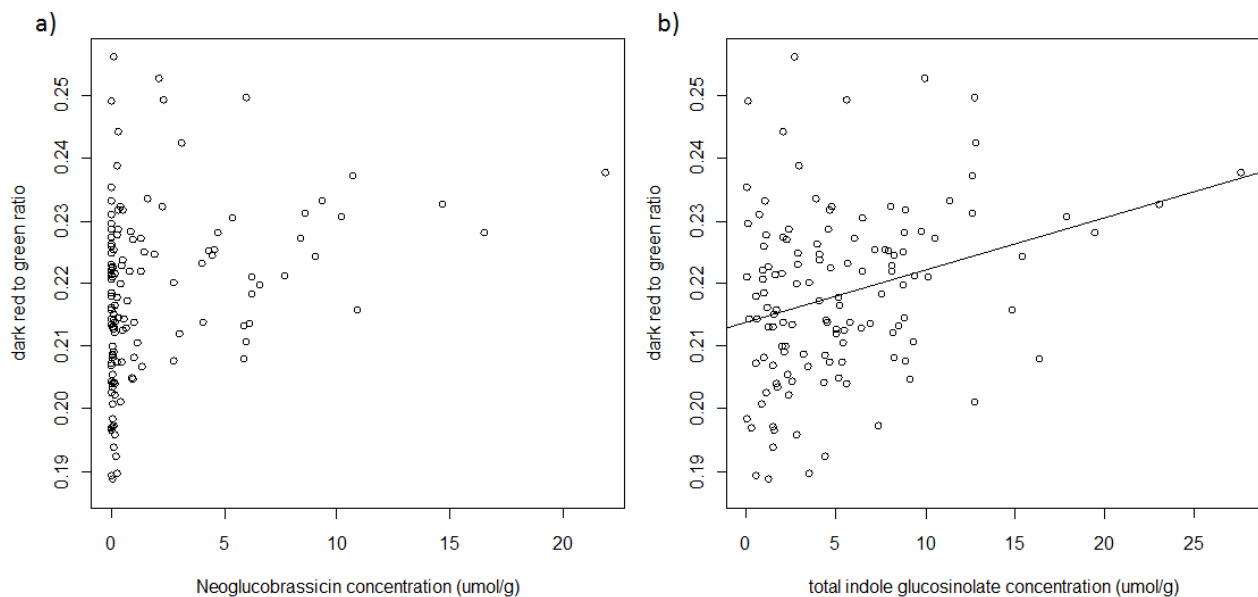 a)
dark red to green ratio
0.25
0.24
0.23
0.22
0.21
0.20
0.19
0 5 10 15 20
Neoglucobrassicin concentration (umol/g)
b)
dark red to green ratio
0.25
0.24
0.23
0.22
0.21
0.20
0.19
0 5 10 15 20 25
total indole glucosinolate concentration (umol/g)